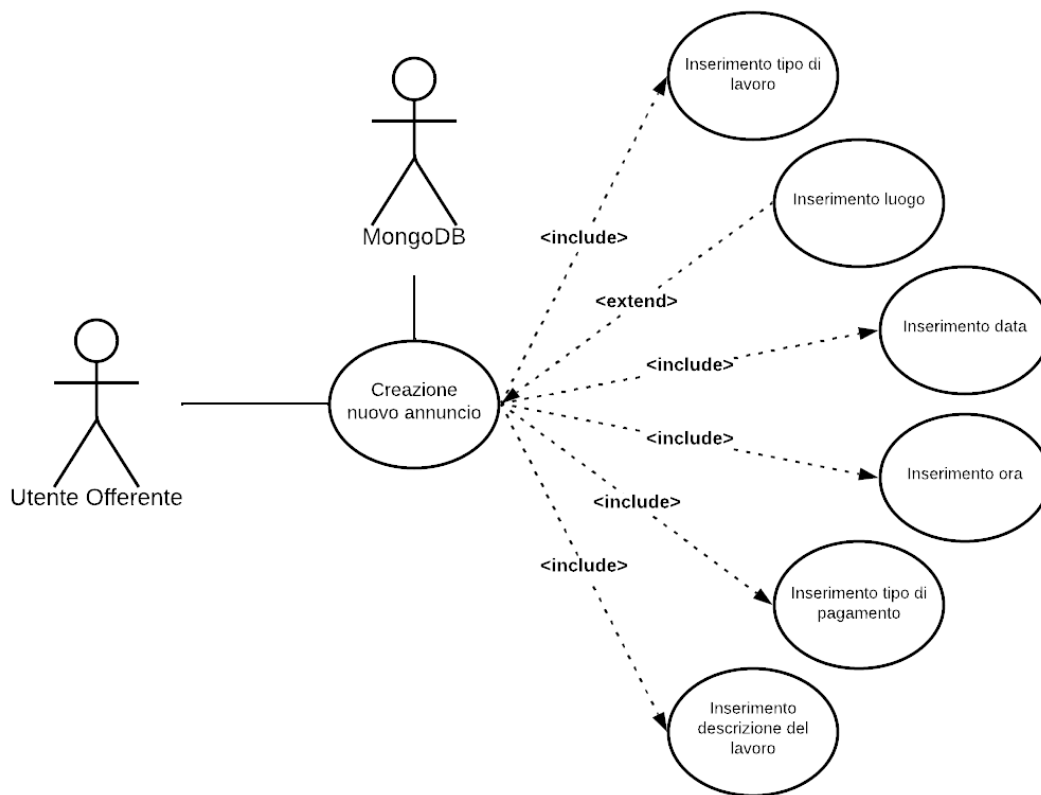 Inserimento tipo di
lavoro
MongoDB
Inserimento luogo
<include>
<extend>
Inserimento data
<include>
Creazione
nuovo annuncio
<include>
Inserimento ora
Utente Offerente
<include>
<include>
Inserimento tipo di
pagamento
Inserimento
descrizione del
lavoro